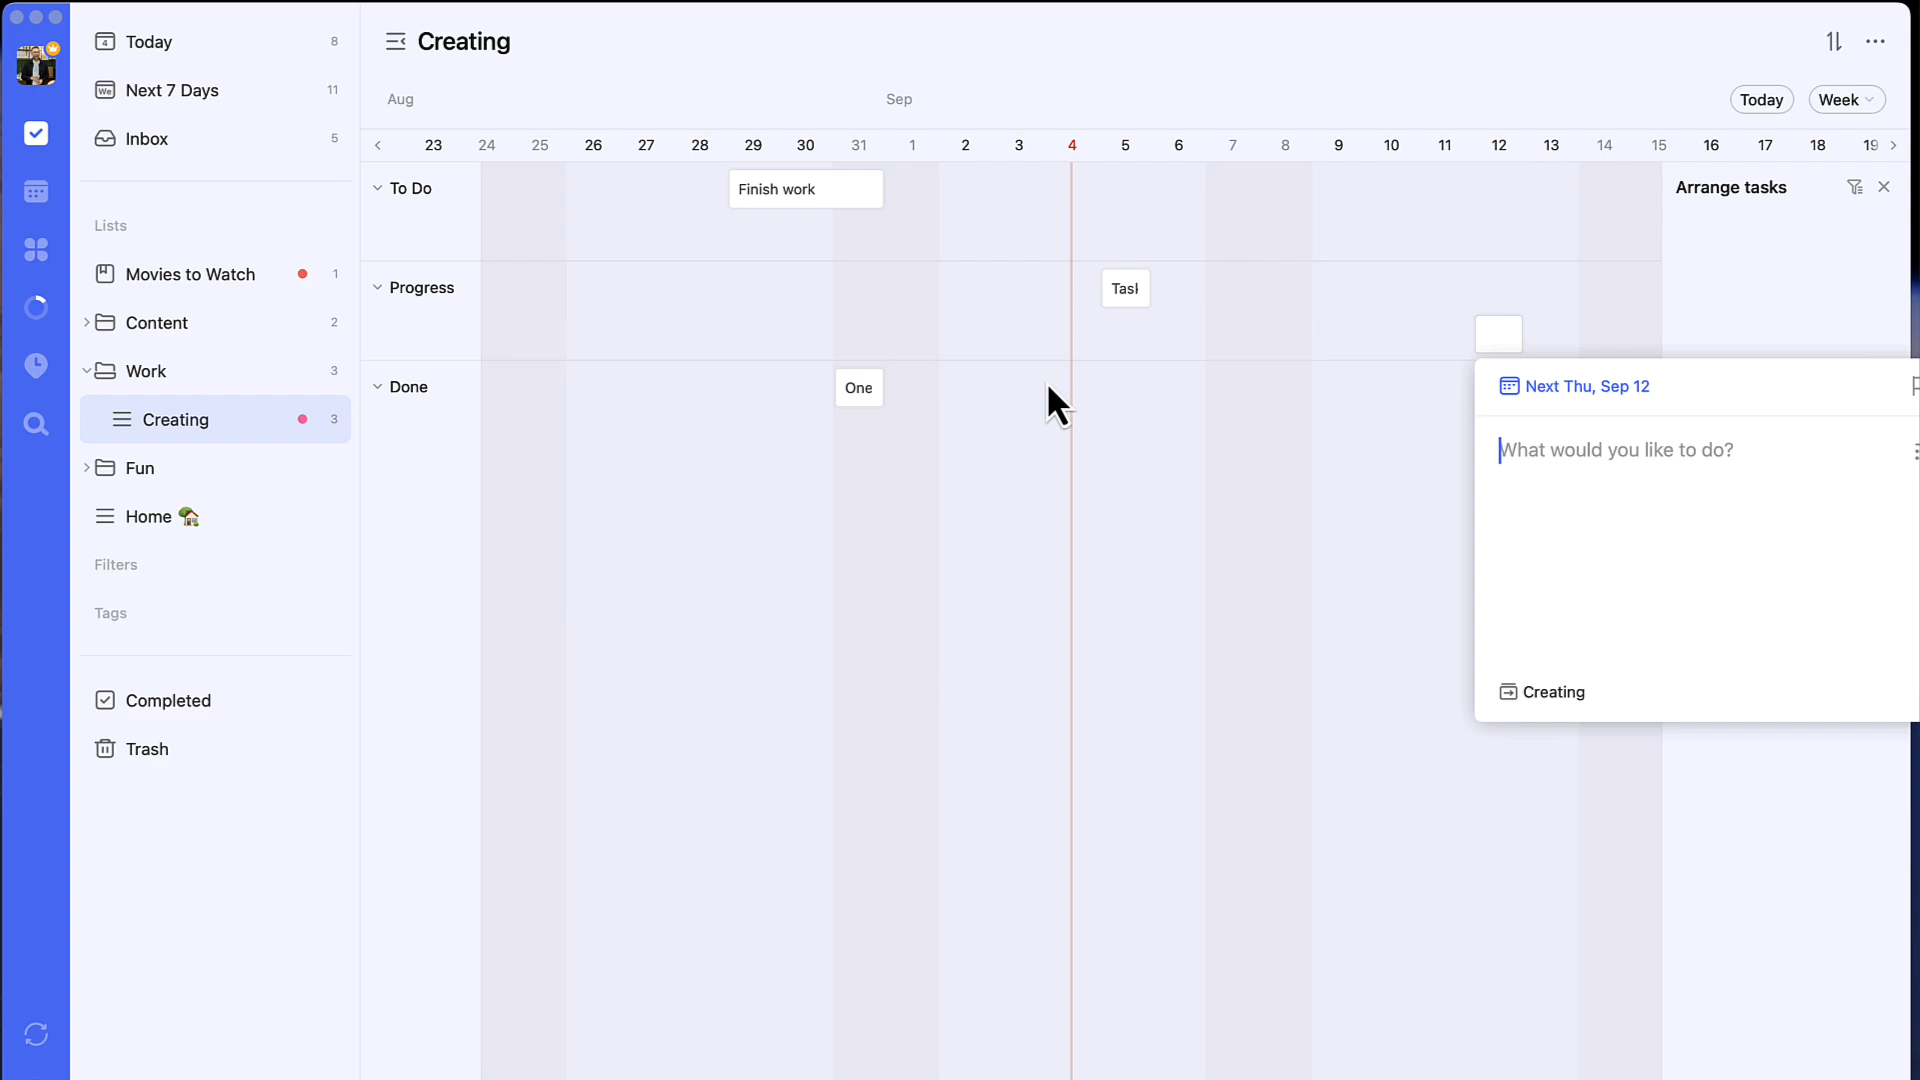 Today 8
Next 7 Days 11
Inbox 5
Lists
Movies to Watch 1
Content 2
Work 3
Creating 3
Fun
Home
Filters
Tags
Completed
Trash
Creating
Aug Sep
Today Week
23 24 25 26 27 28 29 30 31 1 2 3 4 5 6 7 8 9 10 11 12 13 14 15 16 17 18 19
To Do
Finish work
Progress
Task
Done
One
Arrange tasks
Next Thu, Sep 12
What would you like to do?
Creating